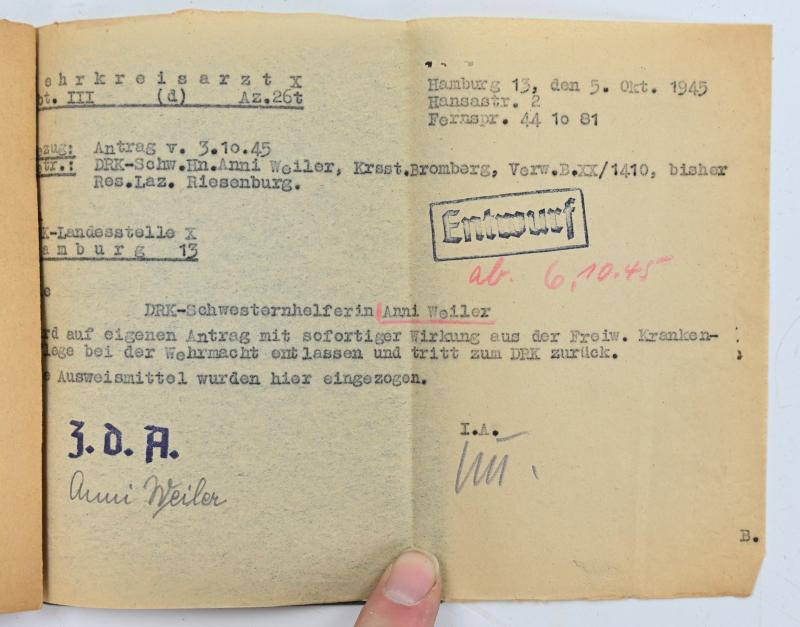 ehrkreisarzt X
bt. III (d) Az.26t
Hamburg 13, den 5. Okt. 1945
Hansastr. 2
Fernspr. 44 1o 81
zug: Antrag v. 3.1o.45
tr.: DRK-Schw.Hn.Anni Weiler, Krsst.Bromberg, Verw.B.XX/1410, bisher
Res.Laz. Riesenburg.
Entwurf
K-Landesstelle X
amburg 13
ab. 6.10.45
e
DRK-Schwesternhelferin Anni Weiler
rd auf eigenen Antrag mit sofortiger Wirkung aus der Freiw. Kranken-
lege bei der Wehrmacht entlassen und tritt zum DRK zurück.
e Ausweismittel wurden hier eingezogen.
Z.d.A.
I.A.
Anni Weiler
B.